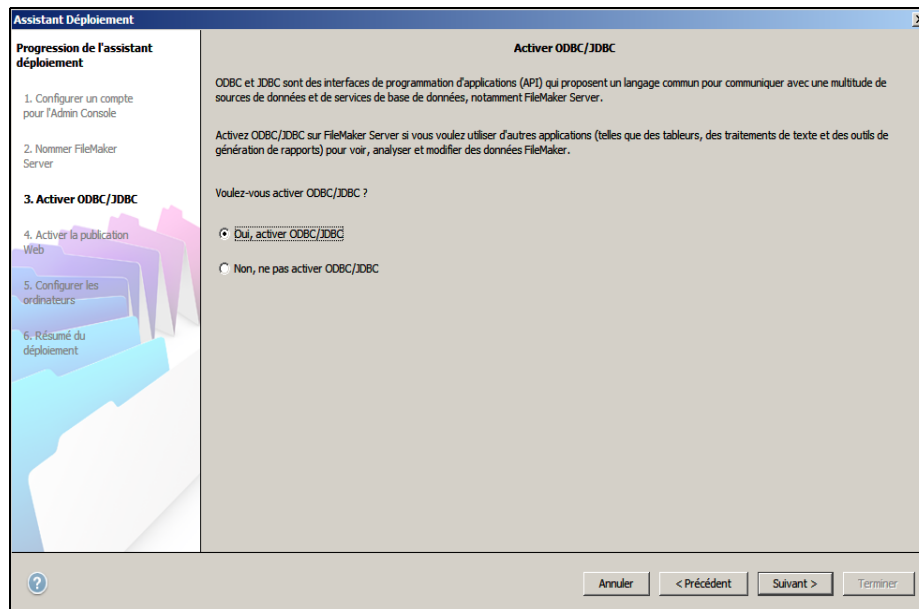 Assistant Déploiement
Progression de l'assistant
déploiement
1. Configurer un compte
pour l'Admin Console
2. Nommer FileMaker
Server
3. Activer ODBC/JDBC
4. Activer la publication
Web
5. Configurer les
ordinateurs
6. Résumé du
déploiement
Activer ODBC/JDBC
ODBC et JDBC sont des interfaces de programmation d'applications (API) qui proposent un langage commun pour communiquer avec une multitude de
sources de données et de services de base de données, notamment FileMaker Server.
Activez ODBC/JDBC sur FileMaker Server si vous voulez utiliser d'autres applications (telles que des tableurs, des traitements de texte et des outils de
génération de rapports) pour voir, analyser et modifier des données FileMaker.
Voulez-vous activer ODBC/JDBC ?
Oui, activer ODBC/JDBC
Non, ne pas activer ODBC/JDBC
?
Annuler
< Précédent
Suivant >
Terminer